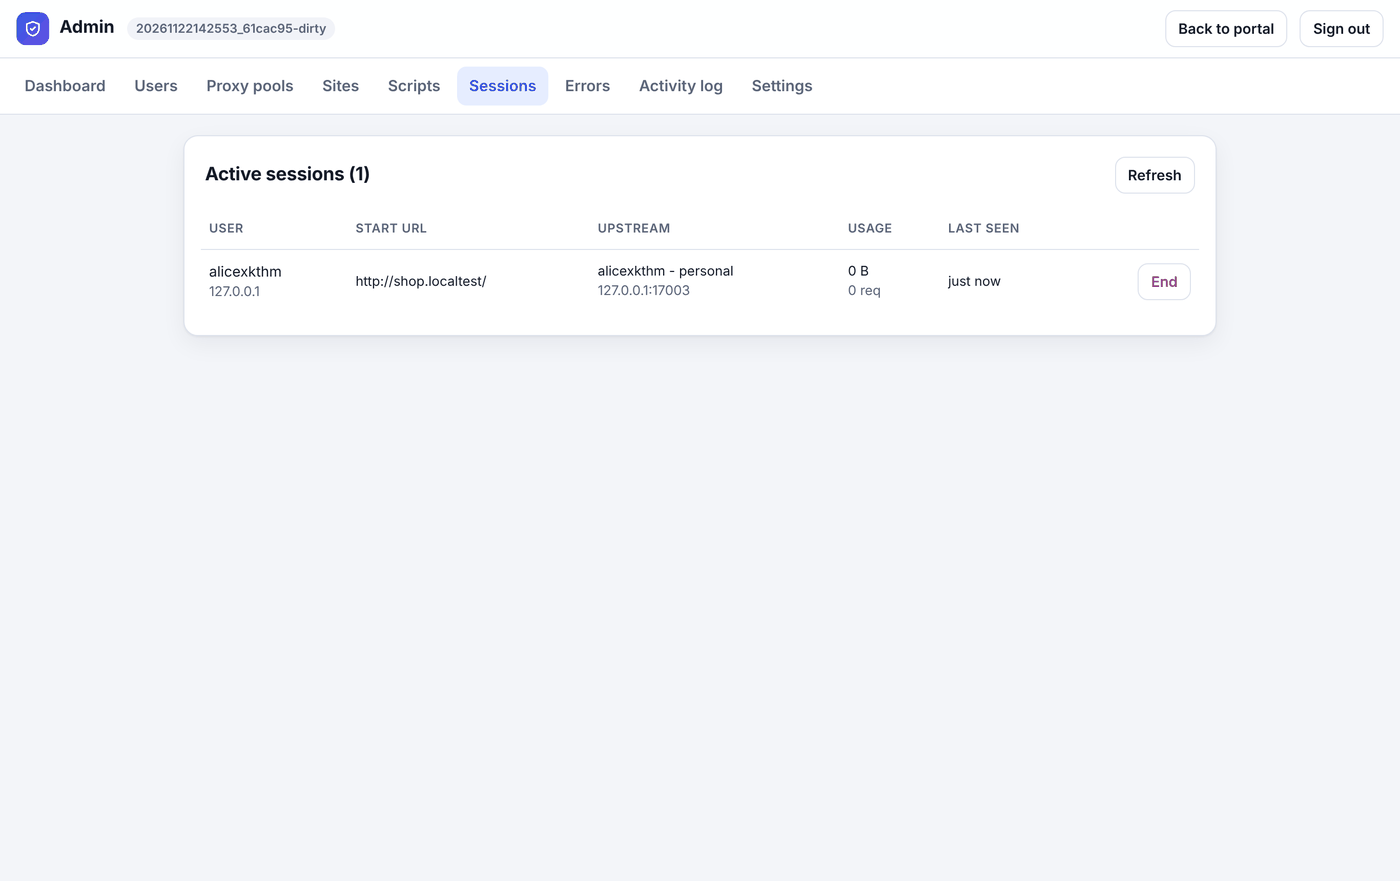 Admin 20261122142553_61cac95-dirty Back to portal Sign out
Dashboard Users Proxy pools Sites Scripts Sessions Errors Activity log Settings
Active sessions (1) Refresh
USER START URL UPSTREAM USAGE LAST SEEN
alicexkthm http://shop.localtest/ alicexkthm - personal 0 B just now End
127.0.0.1 127.0.0.1:17003 0 req